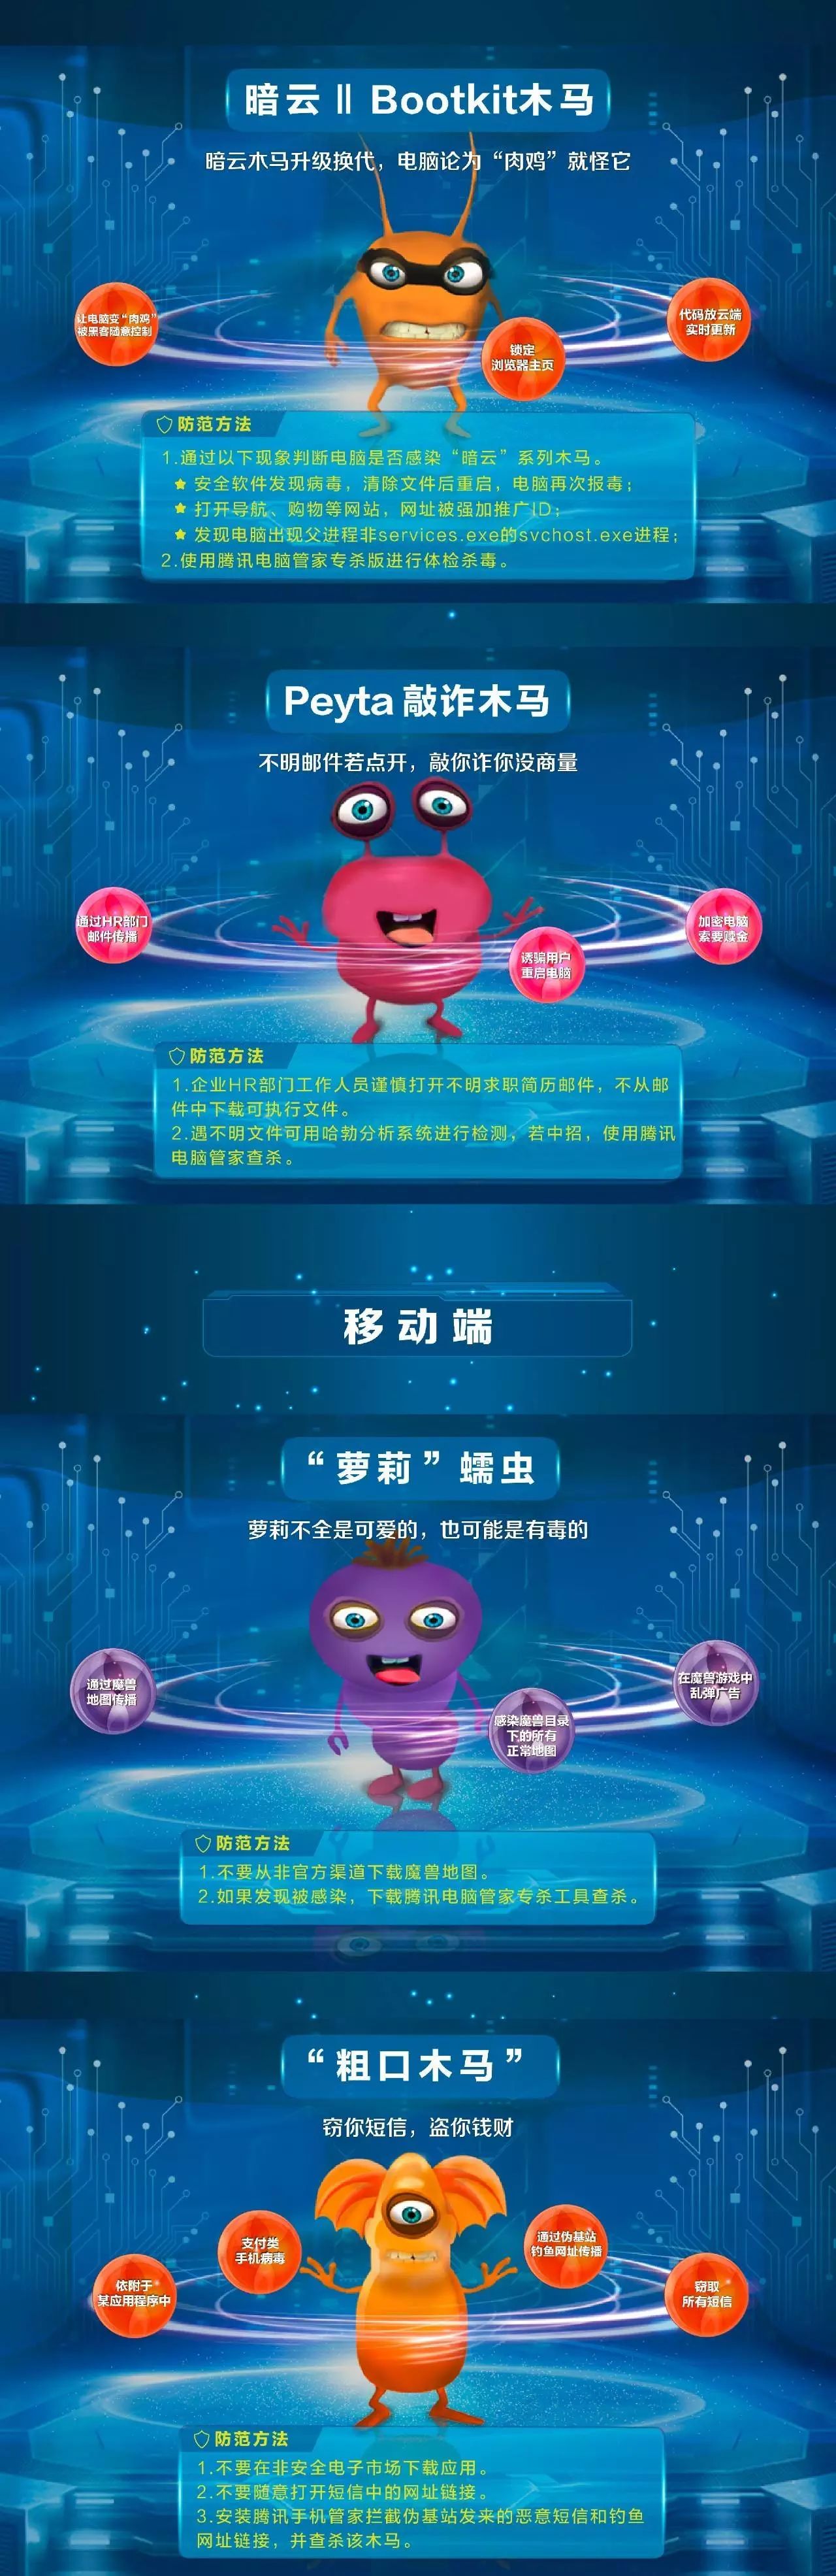 暗云 Ⅱ Bootkit木马
暗云木马升级换代，电脑论为“肉鸡”就怪它
让电脑变“肉鸡”
被黑客随意控制
锁定
浏览器主页
代码放云端
实时更新
防范方法
1.通过以下现象判断电脑是否感染“暗云”系列木马。
★ 安全软件发现病毒，清除文件后重启，电脑再次报毒；
★ 打开导航、购物等网站，网址被强加推广ID；
★ 发现电脑出现父进程非services.exe的svchost.exe进程；
2.使用腾讯电脑管家专杀版进行体检杀毒。
Peyta 敲诈木马
不明邮件若点开，敲你诈你没商量
通过HR部门
邮件传播
诱骗用户
重启电脑
加密电脑
索要赎金
防范方法
1.企业HR部门工作人员谨慎打开不明求职简历邮件，不从邮
件中下载可执行文件。
2.遇不明文件可用哈勃分析系统进行检测，若中招，使用腾讯
电脑管家查杀。
移动端
“萝莉”蠕虫
萝莉不全是可爱的，也可能是有毒的
通过魔兽
地图传播
感染魔兽目录
下的所有
正常地图
在魔兽游戏中
乱弹广告
防范方法
1.不要从非官方渠道下载魔兽地图。
2.如果发现被感染，下载腾讯电脑管家专杀工具查杀。
“粗口木马”
窃你短信，盗你钱财
依附于
某应用程序中
支付类
手机病毒
通过伪基站
钓鱼网址传播
窃取
所有短信
防范方法
1.不要在非安全电子市场下载应用。
2.不要随意打开短信中的网址链接。
3.安装腾讯手机管家拦截伪基站发来的恶意短信和钓鱼
网址链接，并查杀该木马。